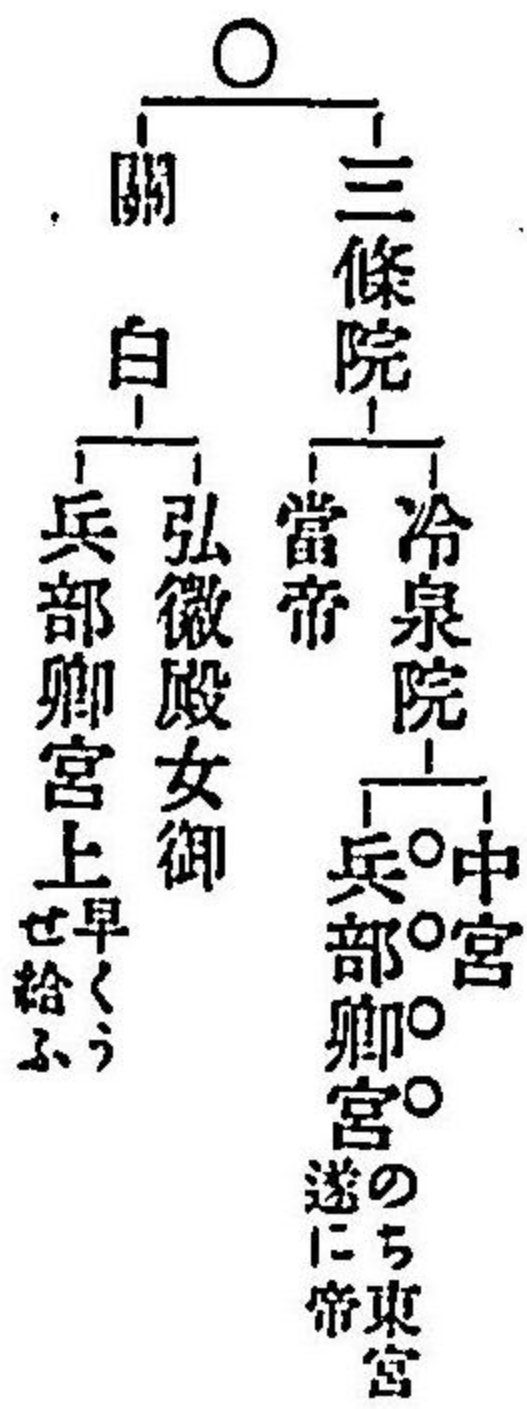 〇
三條院
關白
冷泉院
當帝
弘徽殿女御
兵部卿宮上
早くう
せ給ふ
中宮
〇〇〇〇
兵部卿宮
のち東宮
遂に帝